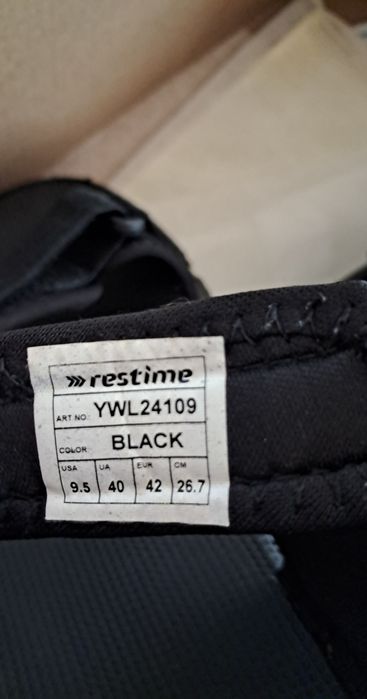 restime
ART NO: YWL24109
COLOR: BLACK
USA UA EUR CM
9.5 40 42 26.7